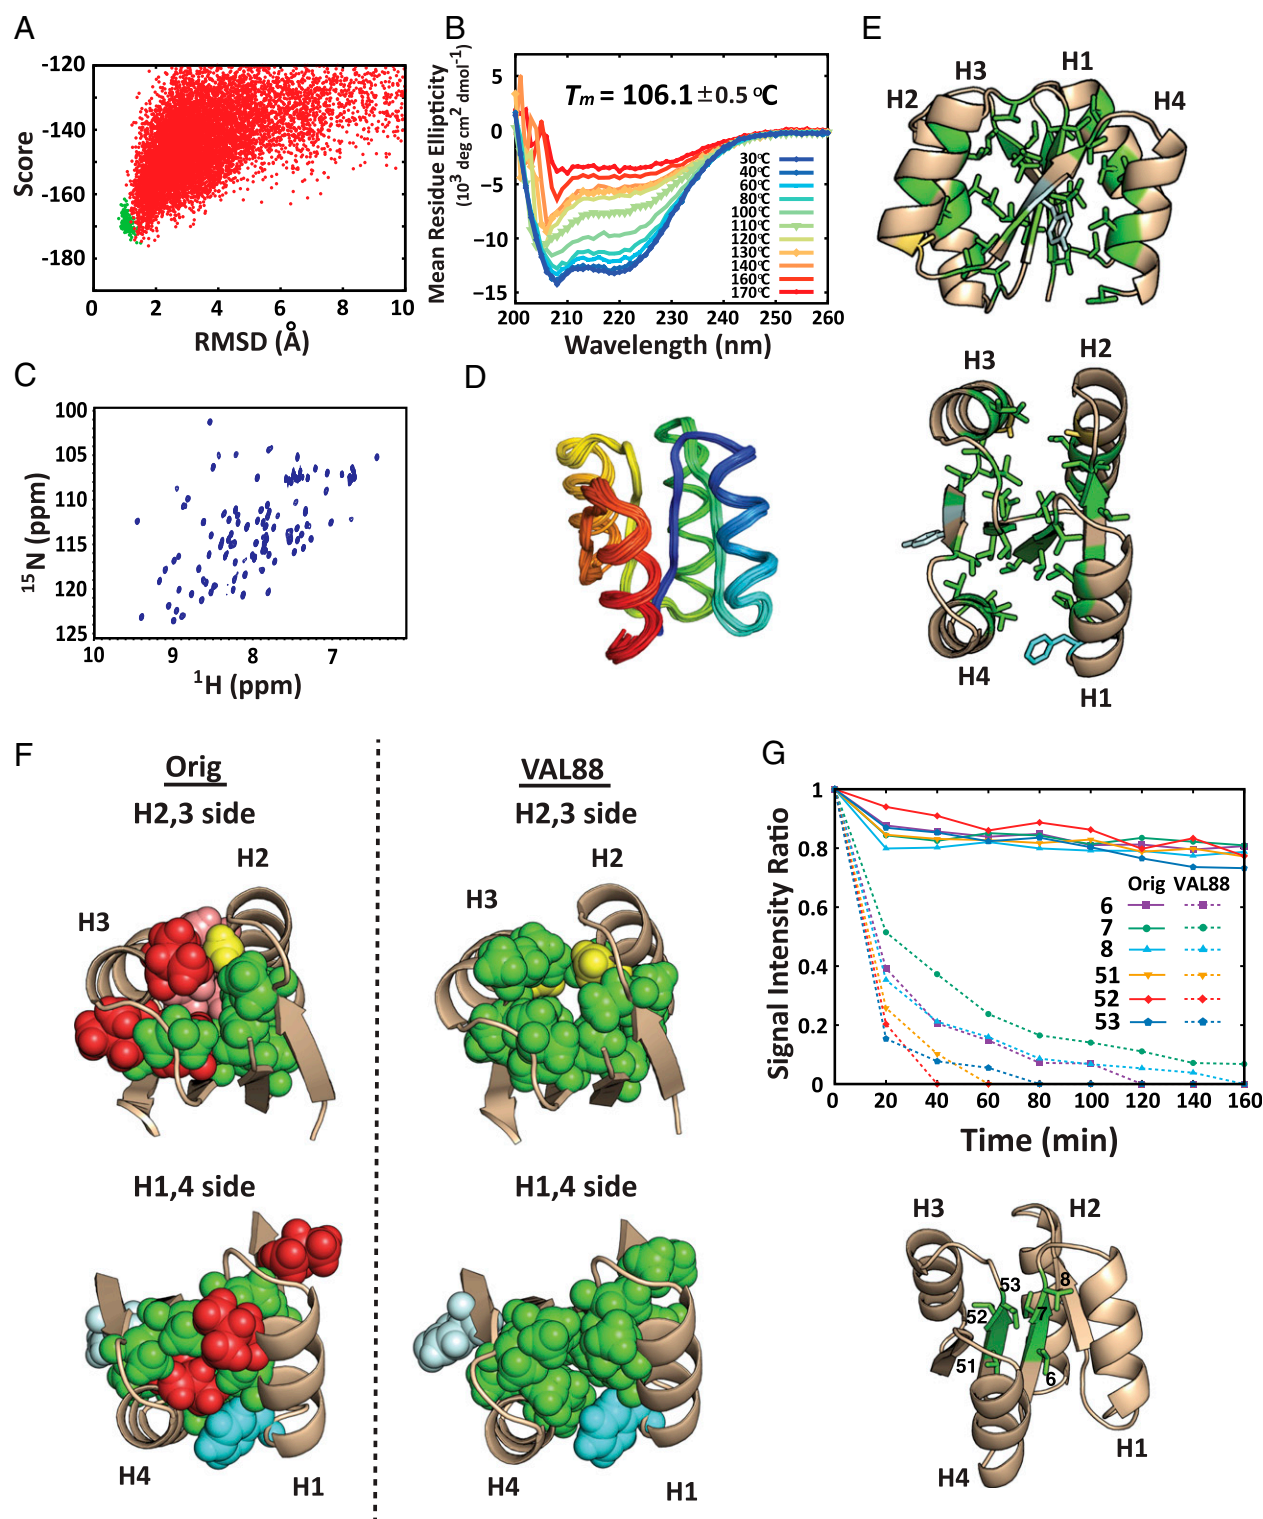 A
-120
-140
-160
-180
Score
0 2 4 6 8 10
RMSD (Å)
B
Mean Residue Ellipticity
(10³ deg cm² dmol⁻¹)
5
0
−5
−10
−15
Tm = 106.1 ± 0.5 °C
30°C
40°C
60°C
80°C
100°C
110°C
120°C
130°C
140°C
160°C
170°C
200 210 220 230 240 250 260
Wavelength (nm)
C
100
105
110
115
120
125
¹⁵N (ppm)
10 9 8 7
¹H (ppm)
D
E
H1
H3
H2
H4
H2
H3
H4
H1
F
Orig
H2,3 side
H2
H3
H1,4 side
H4
H1
VAL88
H2,3 side
H2
H3
H1,4 side
H4
H1
G
Signal Intensity Ratio
1
0.8
0.6
0.4
0.2
0
Orig VAL88
6
7
8
51
52
53
0 20 40 60 80 100 120 140 160
Time (min)
H3
H2
53
8
52
7
51
6
H1
H4